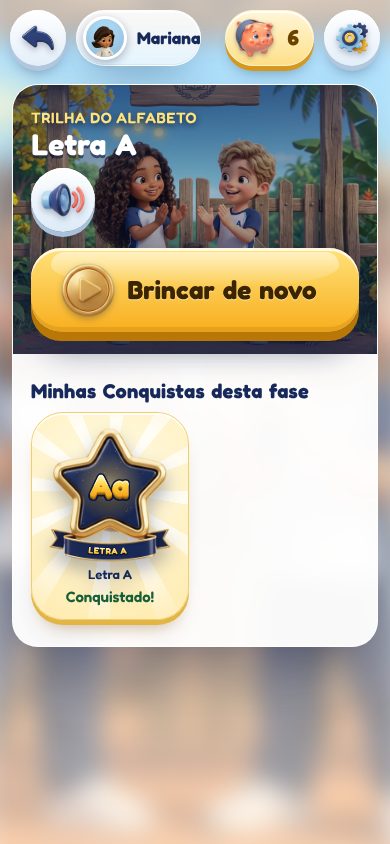 Mariana
6
TRILHA DO ALFABETO
Letra A
Brincar de novo
Minhas Conquistas desta fase
Aa
LETRA A
Letra A
Conquistado!